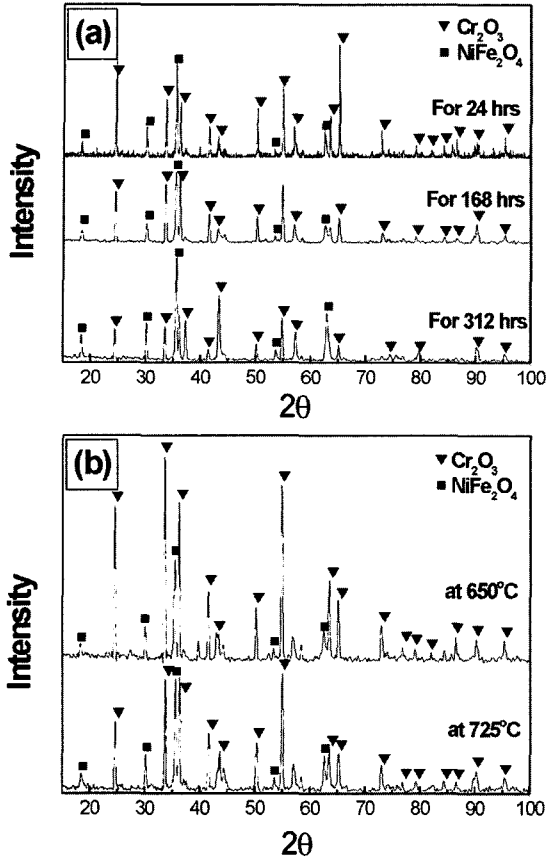 (a)
▼ Cr₂O₃
■ NiFe₂O₄
For 24 hrs
For 168 hrs
For 312 hrs
Intensity
20 30 40 50 60 70 80 90 100
2θ
(b)
▼ Cr₂O₃
■ NiFe₂O₄
at 650°C
at 725°C
Intensity
20 30 40 50 60 70 80 90 100
2θ